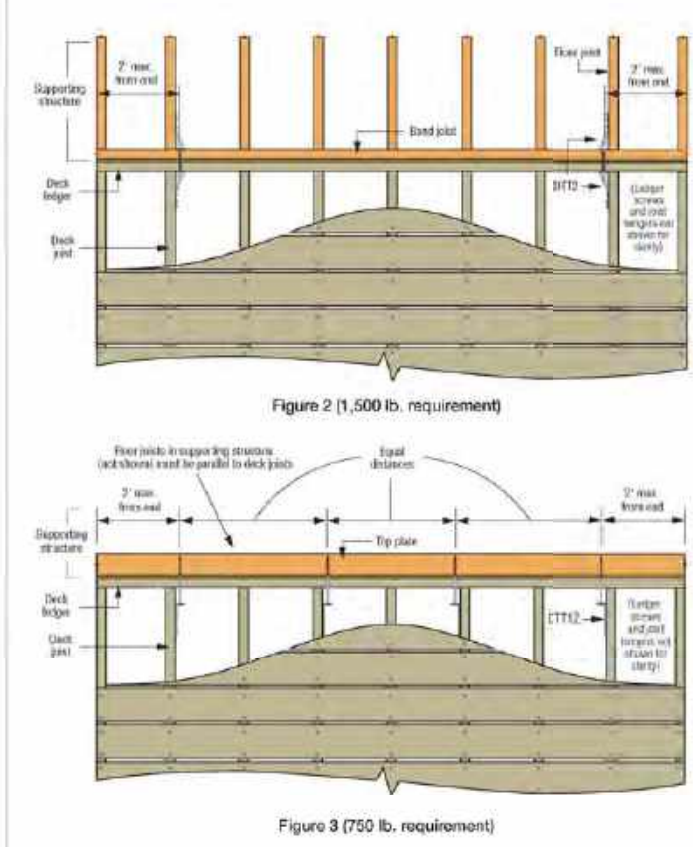 2' max.
from end
Floor joist
2' max.
from end
Supporting
structure
Band joist
Deck
ledger
DTT2
(Ledger
screws
and joist
hangers not
shown for
clarity)
Deck
joist
Figure 2 (1,500 lb. requirement)
Floor joists in supporting structure
(not shown) must be parallel to deck joists
Equal
distances
2' max.
from end
2' max.
from end
Supporting
structure
Top plate
Deck
ledger
(Ledger
screws
and joist
hangers not
shown for
clarity)
Deck
joist
Figure 3 (750 lb. requirement)